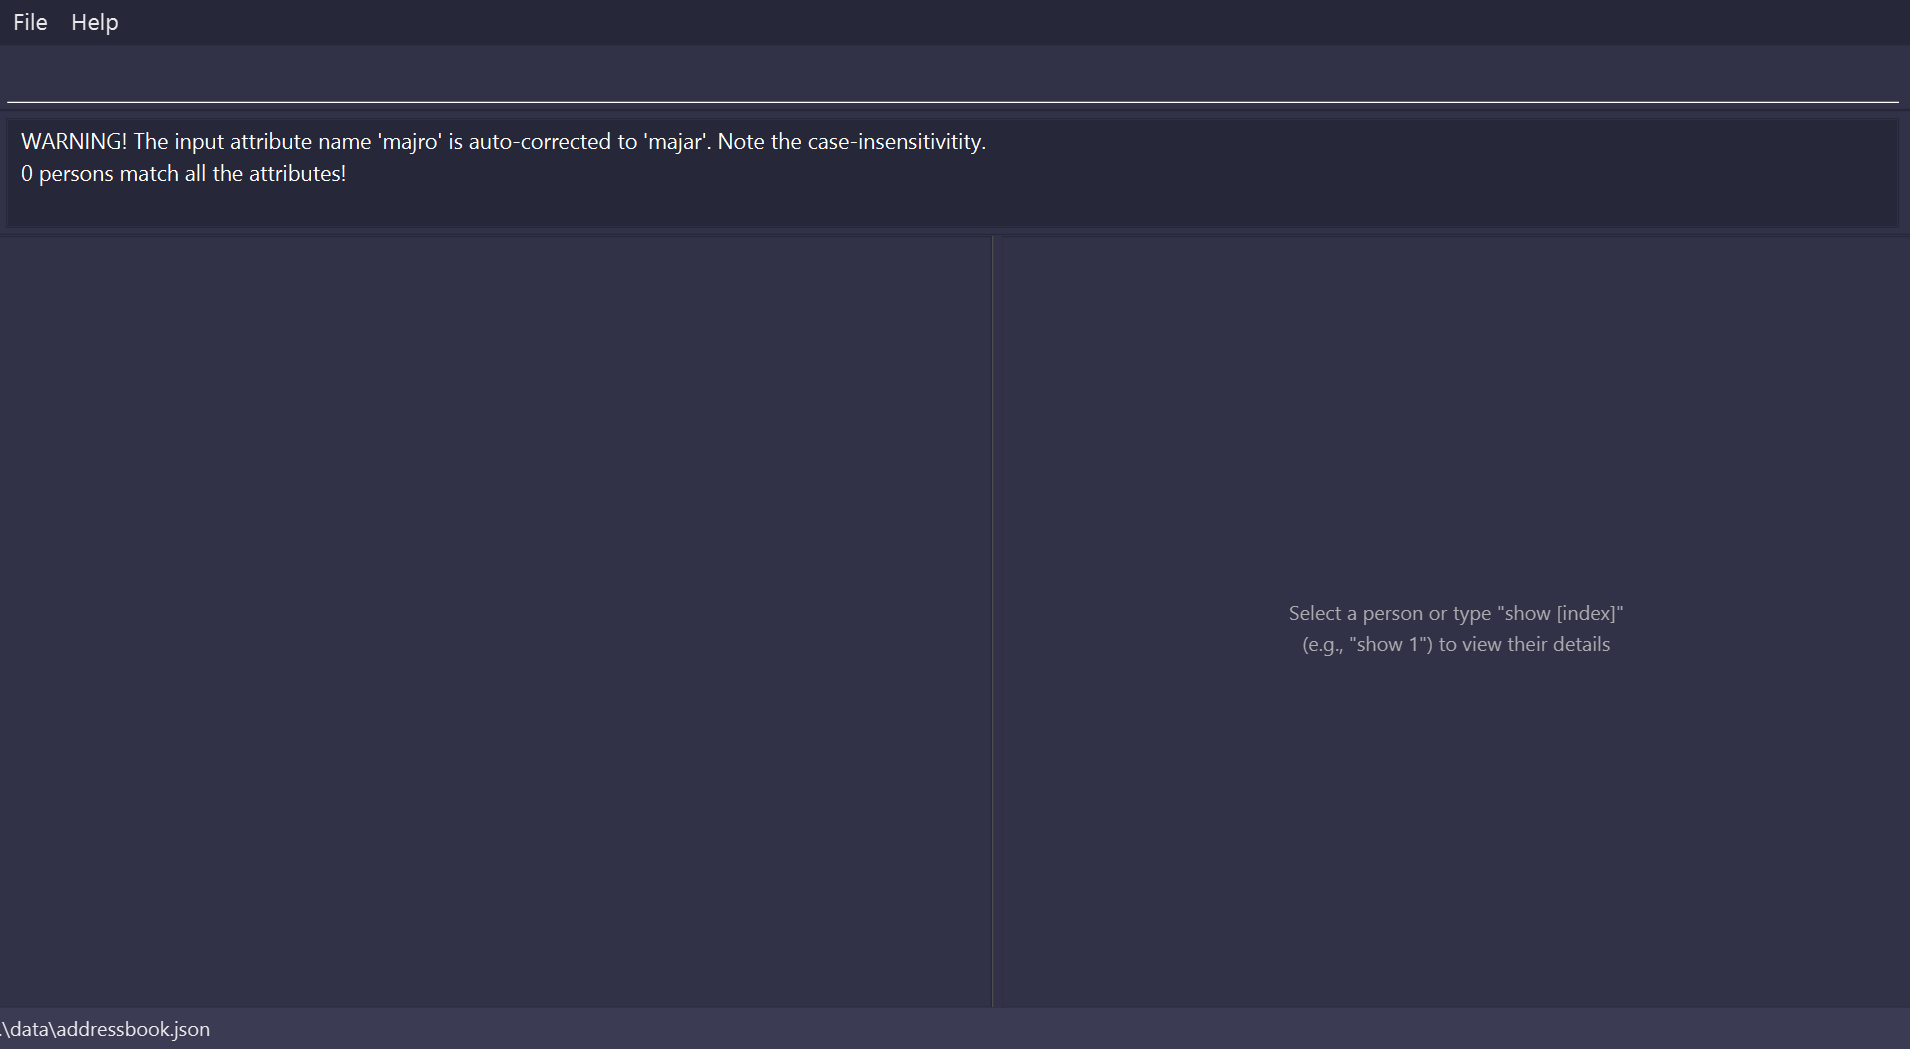 File Help
WARNING! The input attribute name 'majro' is auto-corrected to 'majar'. Note the case-insensitivitity.
0 persons match all the attributes!
Select a person or type "show [index]"
(e.g., "show 1") to view their details
.\data\addressbook.json